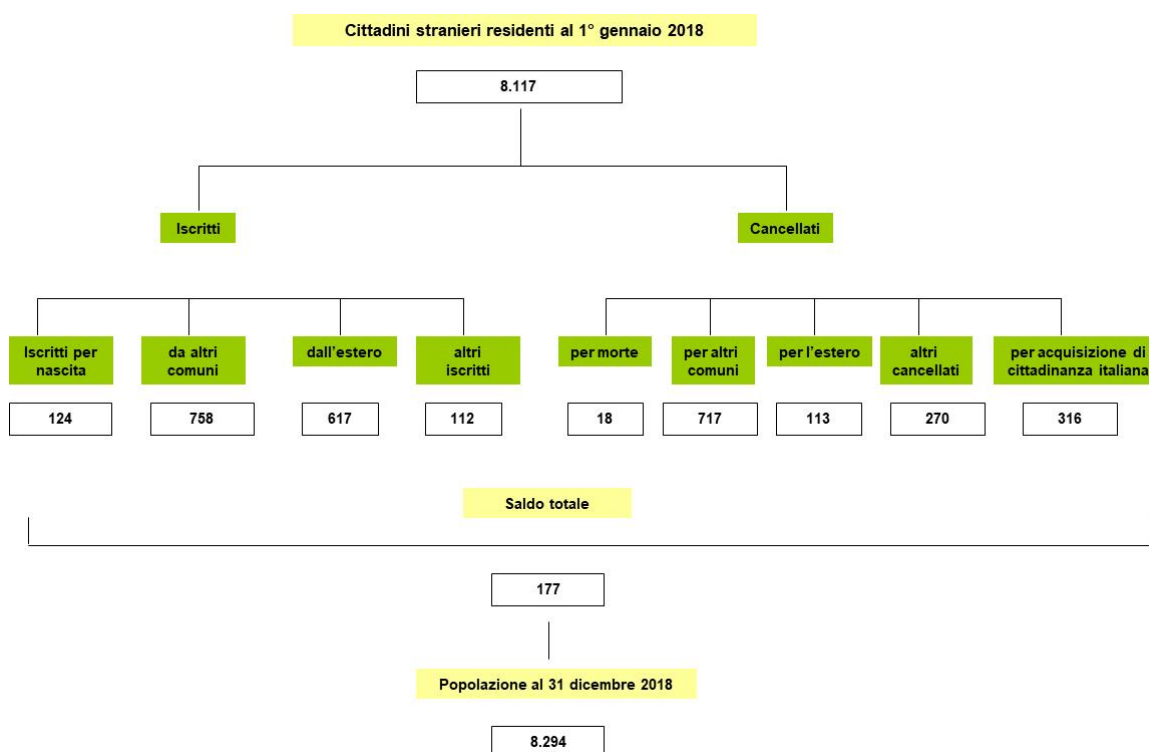 Cittadini stranieri residenti al 1° gennaio 2018
8.117
Iscritti
Cancellati
Iscritti per
nascita
da altri
comuni
dall'estero
altri
iscritti
per morte
per altri
comuni
per l'estero
altri
cancellati
per acquisizione di
cittadinanza italiana
124
758
617
112
18
717
113
270
316
Saldo totale
177
Popolazione al 31 dicembre 2018
8.294